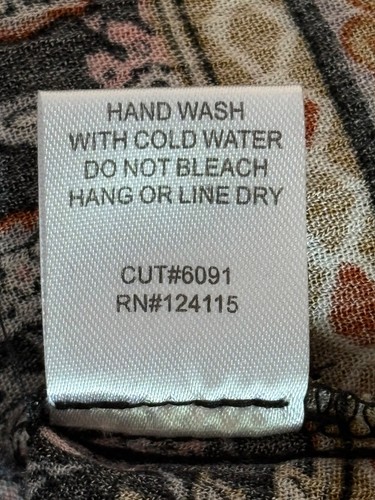 HAND WASH
WITH COLD WATER
DO NOT BLEACH
HANG OR LINE DRY
CUT#6091
RN#124115